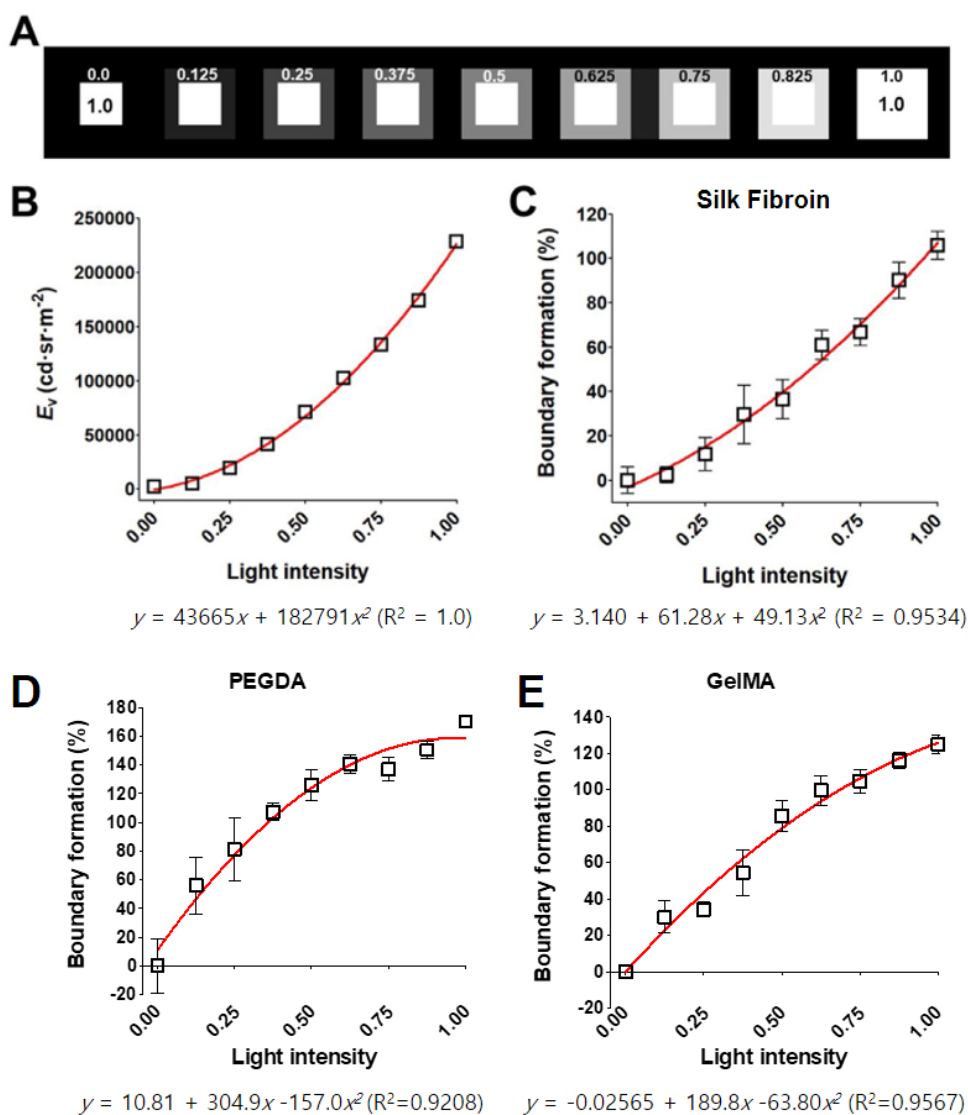 A
0.0 0.125 0.25 0.375 0.5 0.625 0.75 0.825 1.0
1.0 1.0
B
250000
200000
150000
100000
50000
0
Ev (cd·sr·m-2)
0.00 0.25 0.50 0.75 1.00
Light intensity
y = 43665x + 182791x² (R² = 1.0)
C
Silk Fibroin
120
100
80
60
40
20
0
Boundary formation (%)
0.00 0.25 0.50 0.75 1.00
Light intensity
y = 3.140 + 61.28x + 49.13x² (R² = 0.9534)
D
PEGDA
180
160
140
120
100
80
60
40
20
0
-20
Boundary formation (%)
0.00 0.25 0.50 0.75 1.00
Light intensity
y = 10.81 + 304.9x -157.0x² (R²=0.9208)
E
GelMA
140
120
100
80
60
40
20
0
-20
Boundary formation (%)
0.00 0.25 0.50 0.75 1.00
Light intensity
y = -0.02565 + 189.8x -63.80x² (R²=0.9567)